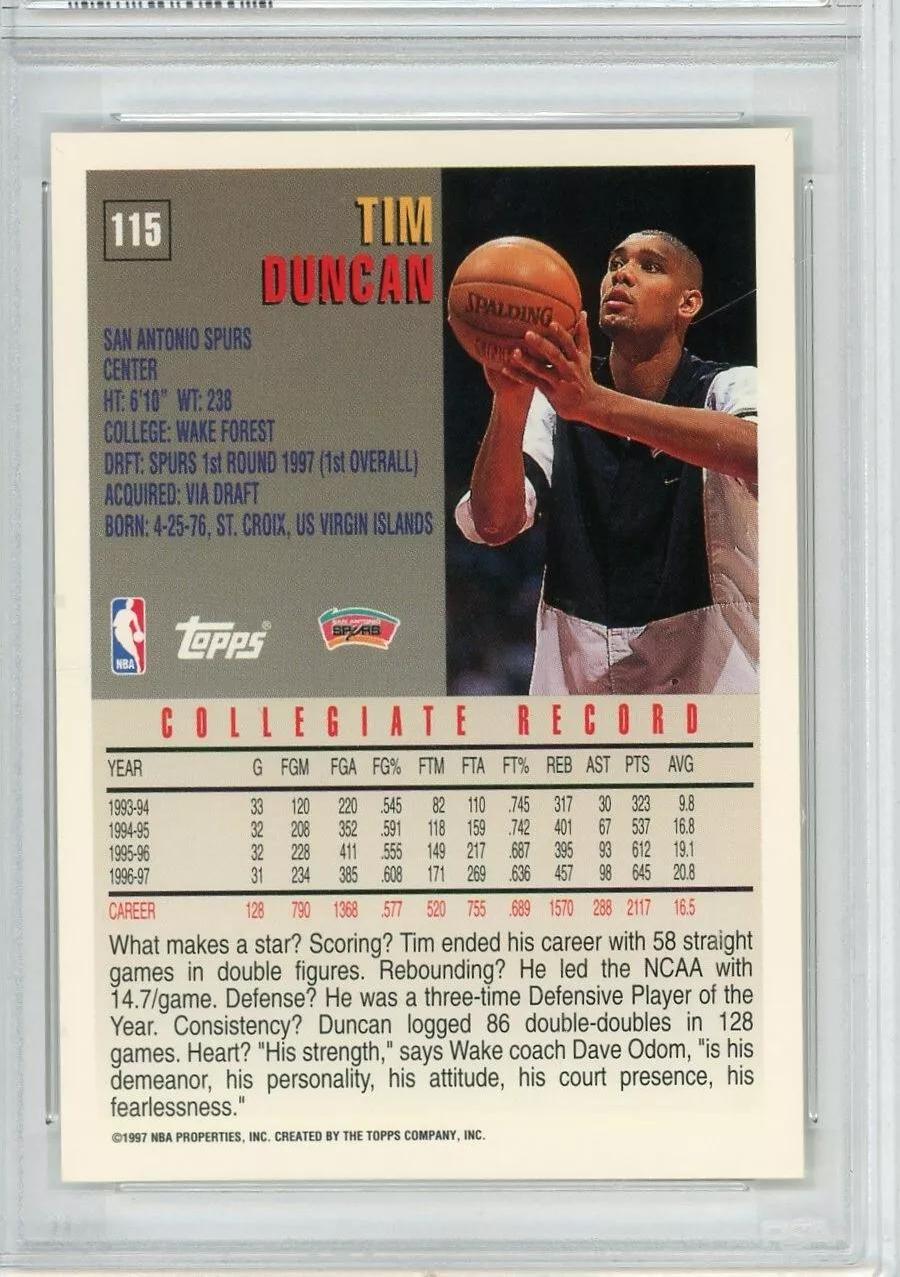 115
TIM
DUNCAN
SPALDING
SAN ANTONIO SPURS
CENTER
HT: 6'10" WT: 238
COLLEGE: WAKE FOREST
DRFT: SPURS 1st ROUND 1997 (1st OVERALL)
ACQUIRED: VIA DRAFT
BORN: 4-25-76, ST. CROIX, US VIRGIN ISLANDS
NBA
TOPPS®
SAN ANTONIO
SPURS
COLLEGIATE RECORD
YEAR G FGM FGA FG% FTM FTA FT% REB AST PTS AVG
1993-94 33 120 220 .545 82 110 .745 317 30 323 9.8
1994-95 32 208 352 .591 118 159 .742 401 67 537 16.8
1995-96 32 228 411 .555 149 217 .687 395 93 612 19.1
1996-97 31 234 385 .608 171 269 .636 457 98 645 20.8
CAREER 128 790 1368 .577 520 755 .689 1570 288 2117 16.5
What makes a star? Scoring? Tim ended his career with 58 straight
games in double figures. Rebounding? He led the NCAA with
14.7/game. Defense? He was a three-time Defensive Player of the
Year. Consistency? Duncan logged 86 double-doubles in 128
games. Heart? "His strength," says Wake coach Dave Odom, "is his
demeanor, his personality, his attitude, his court presence, his
fearlessness."
©1997 NBA PROPERTIES, INC. CREATED BY THE TOPPS COMPANY, INC.